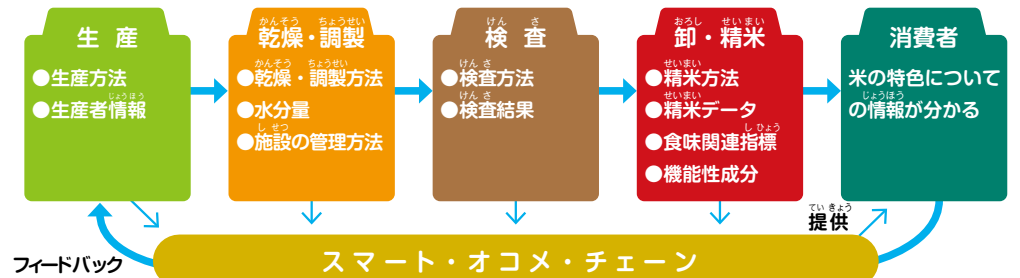 生産
●生産方法
●生産者情報
じょうほう
かんそう ちょうせい
乾燥・調製
かんそう ちょうせい
●乾燥・調製方法
●水分量
しせつ
●施設の管理方法
けんさ
検査
けんさ
●検査方法
けんさ
●検査結果
おろし せいまい
卸・精米
せいまい
●精米方法
せいまい
●精米データ
しひょう
●食味関連指標
●機能性成分
消費者
米の特色について
じょうほう
の情報が分かる
ていきょう
提供
フィードバック
スマート・オコメ・チェーン